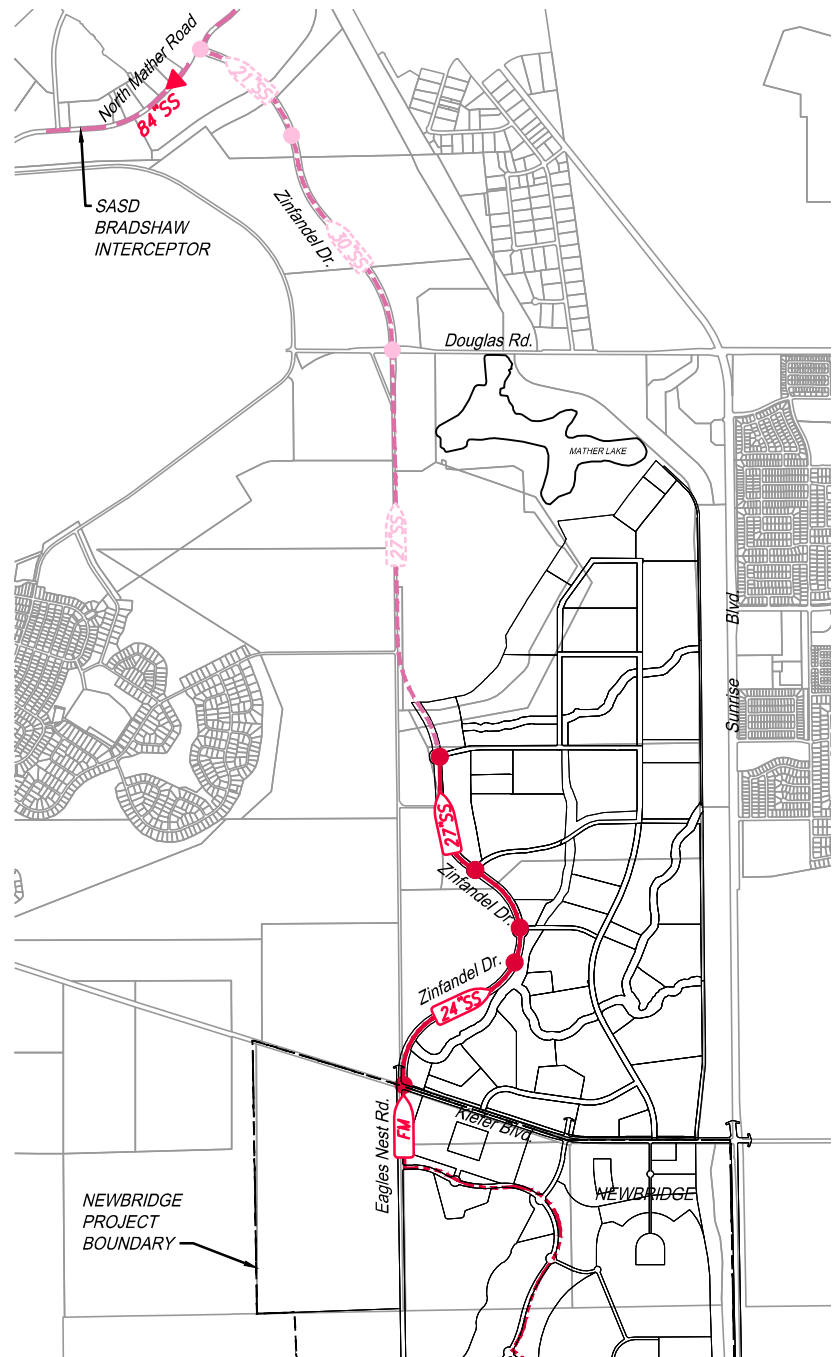 North Mather Road
21"SS
84"SS
SASD
BRADSHAW
INTERCEPTOR
Zinfandel Dr.
30"SS
Douglas Rd.
MATHER LAKE
27"SS
Sunrise Blvd.
27"SS
Zinfandel Dr.
Zinfandel Dr.
24"SS
Eagles Nest Rd.
FM
Kiefer Blvd.
NEWBRIDGE
PROJECT
BOUNDARY
NEWBRIDGE